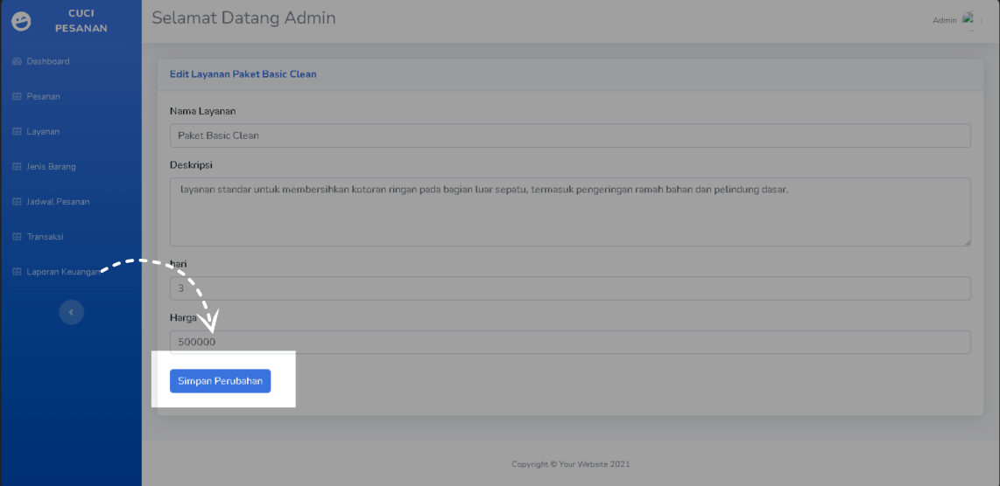 CUCI
PESANAN
Selamat Datang Admin
Admin
Dashboard
Pesanan
Layanan
Jenis Barang
Jadwal Pesanan
Transaksi
Laporan Keuangan
Edit Layanan Paket Basic Clean
Nama Layanan
Paket Basic Clean
Deskripsi
layanan standar untuk membersihkan kotoran ringan pada bagian luar sepatu, termasuk pengeringan ramah bahan dan pelindung dasar.
hari
3
Harga
500000
Simpan Perubahan
Copyright © Your Website 2021